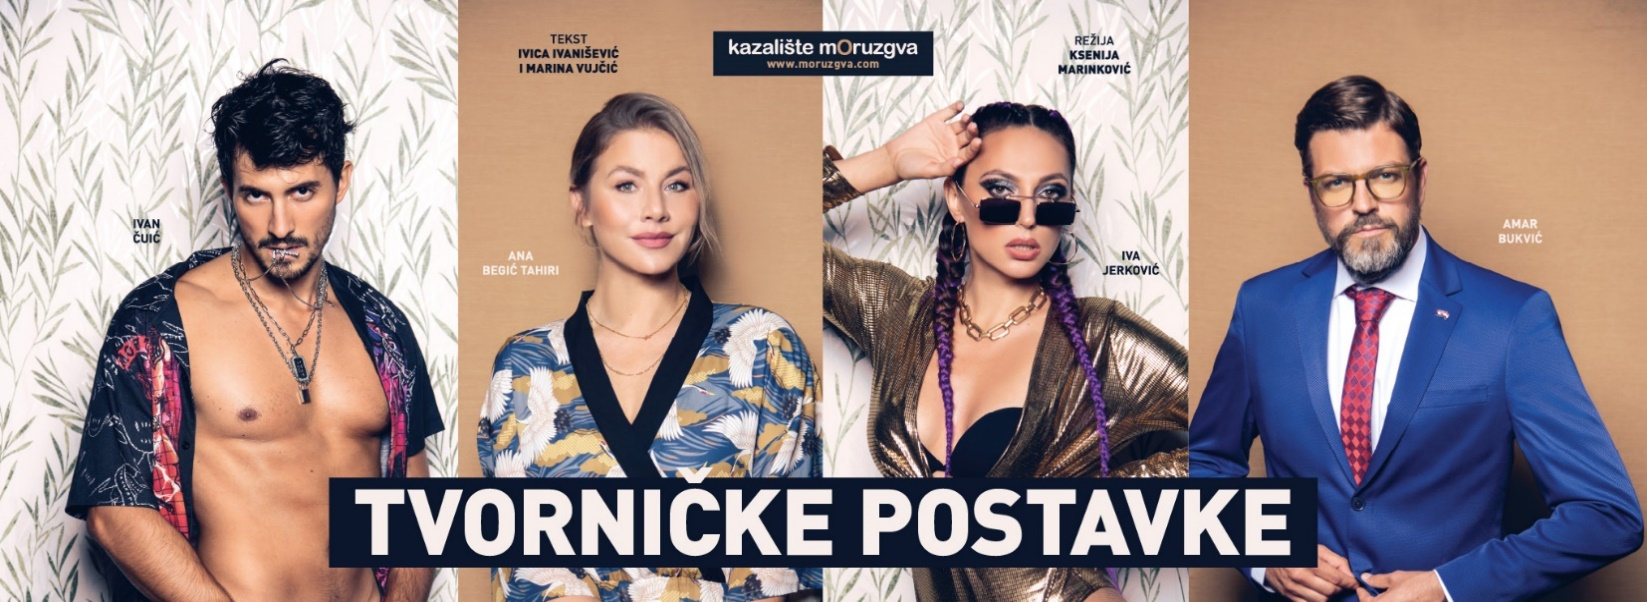 TEKST
IVICA IVANIŠEVIĆ
I MARINA VUJČIĆ
kazalište mOruzgva
www.moruzgva.com
REŽIJA
KSENIJA
MARINKOVIĆ
IVAN
ČUIĆ
ANA
BEGIĆ TAHIRI
IVA
JERKOVIĆ
AMAR
BUKVIĆ
TVORNIČKE POSTAVKE